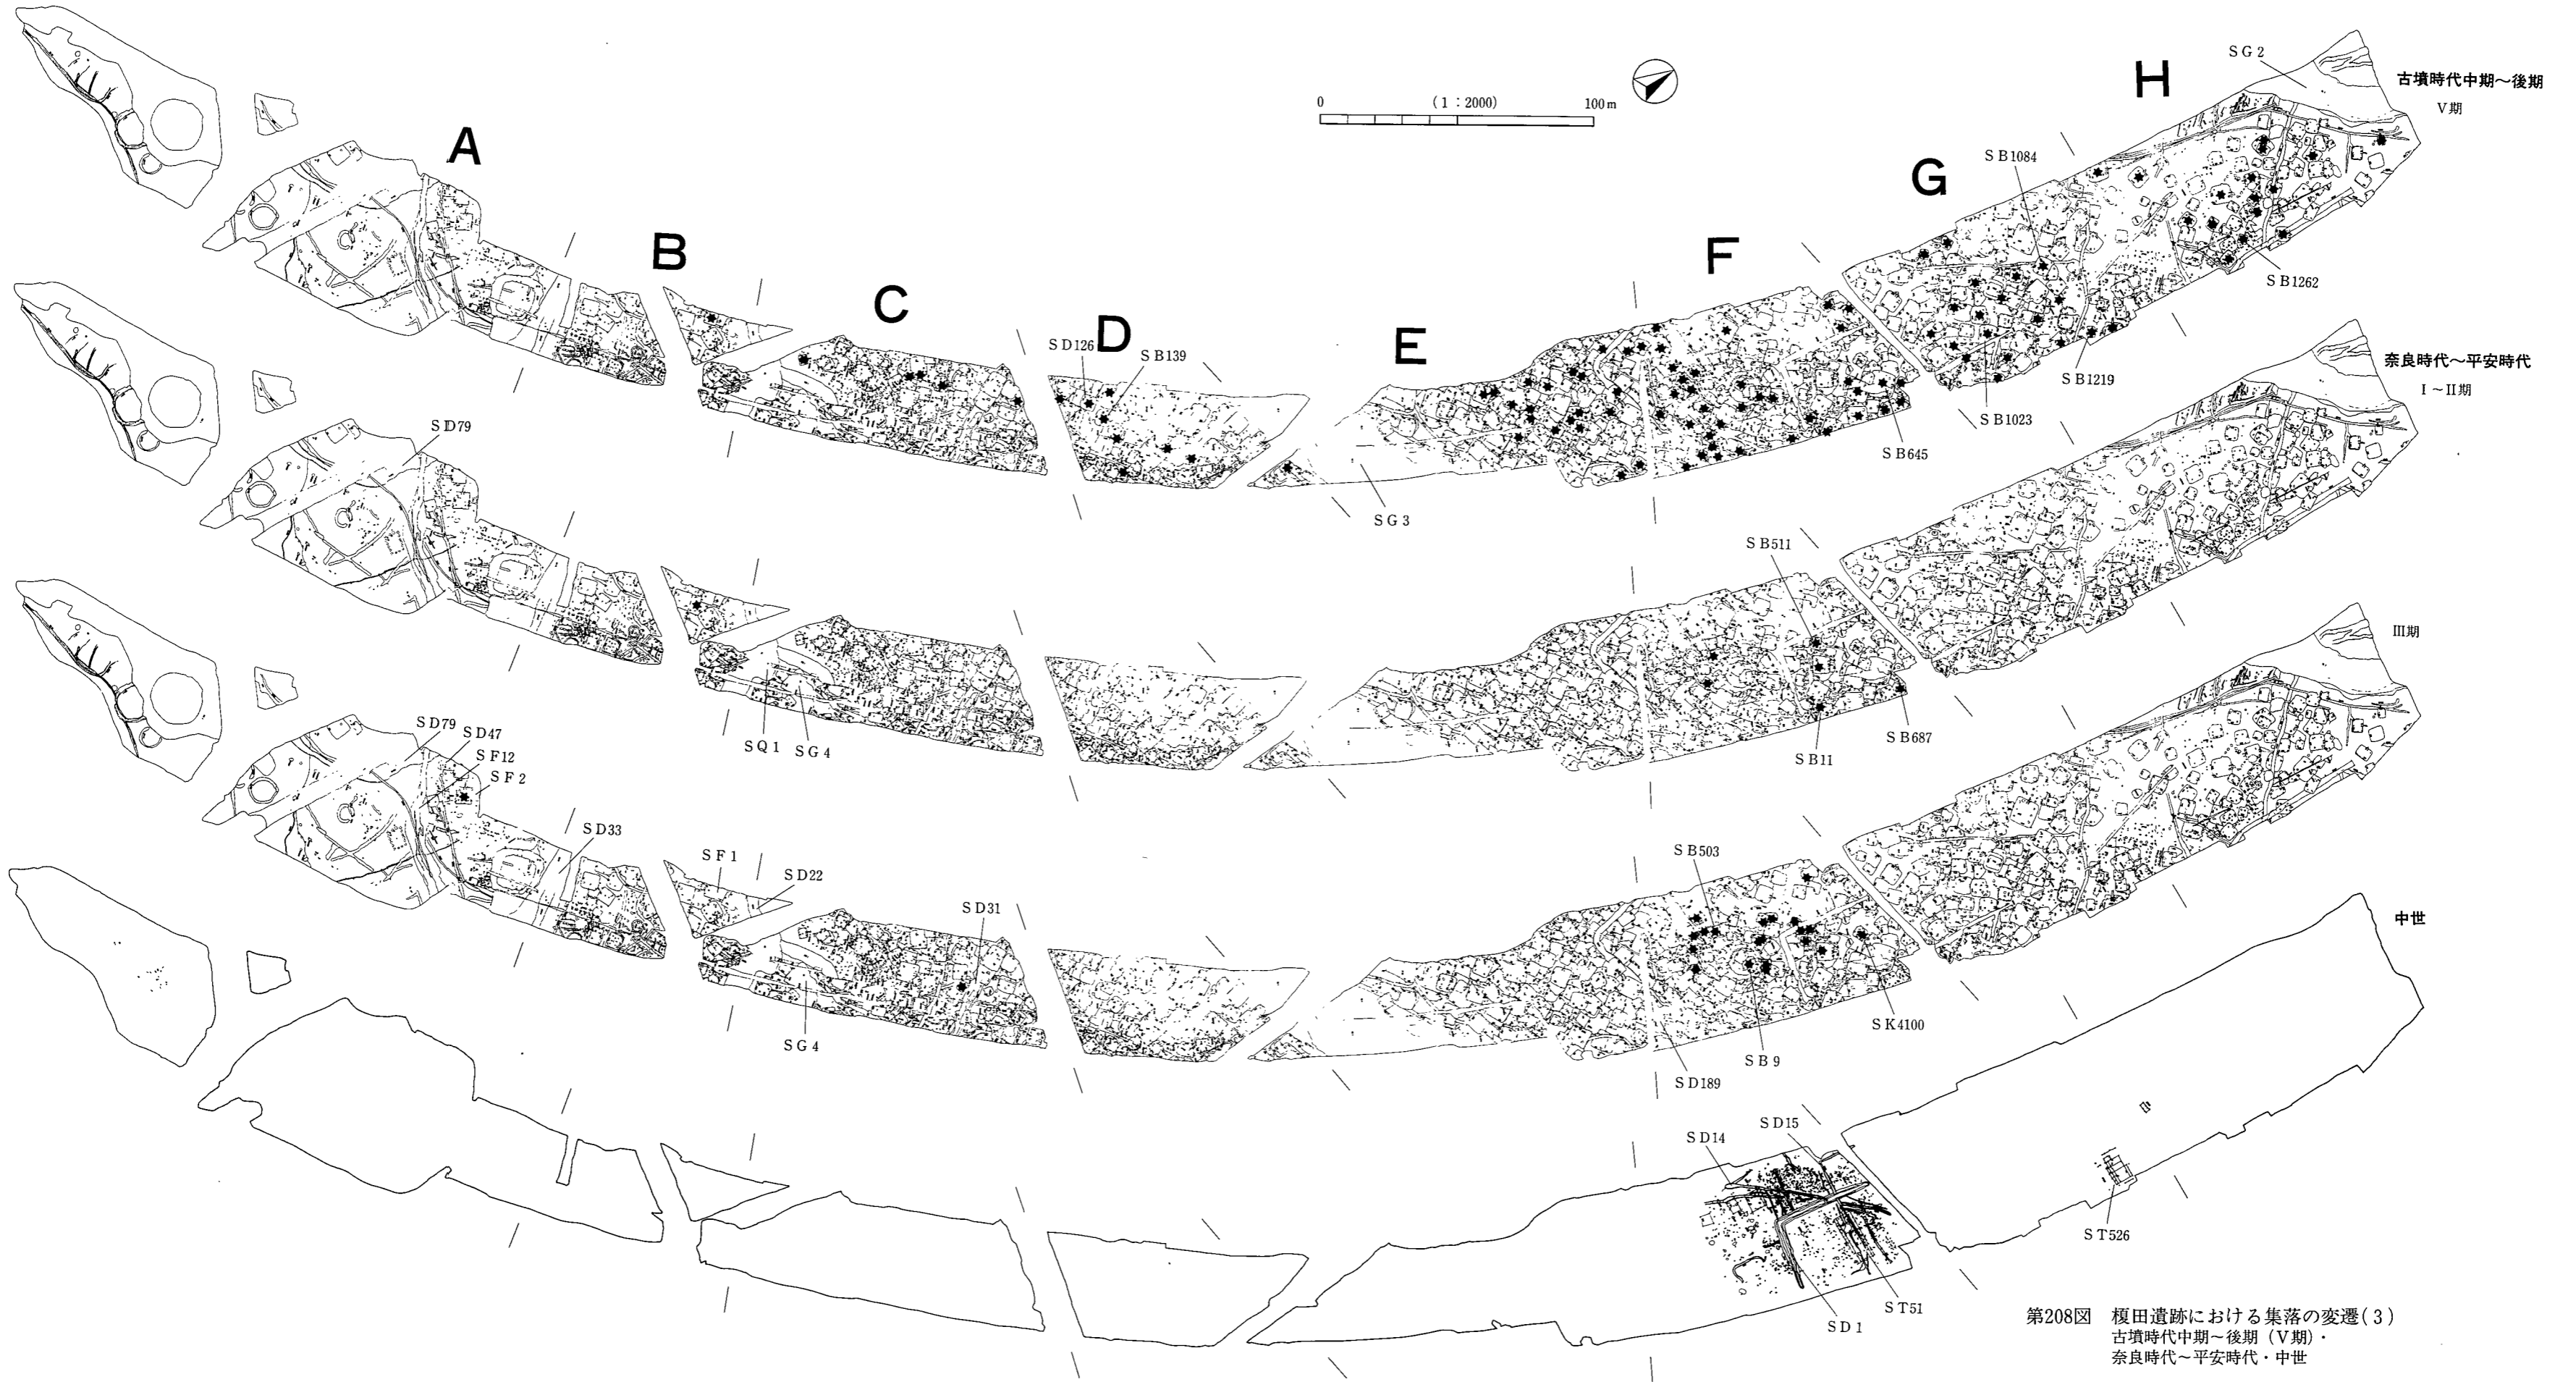 SG2
H
古墳時代中期～後期
V期
0 (1：2000) 100m
A
SB1084
G
B
F
SB1262
C
D
SD126
SB139
E
SB1219
SB1023
SB645
SG3
奈良時代～平安時代
I～II期
SD79
SB511
SQ1
SG4
SB687
SB11
III期
SD79
SD47
SF12
SF2
SD33
SF1
SD22
SB503
SD31
SG4
SK4100
SB9
SD189
中世
SD15
SD14
ST526
ST51
SD1
第208図 榎田遺跡における集落の変遷(3)
古墳時代中期～後期（V期）・
奈良時代～平安時代・中世